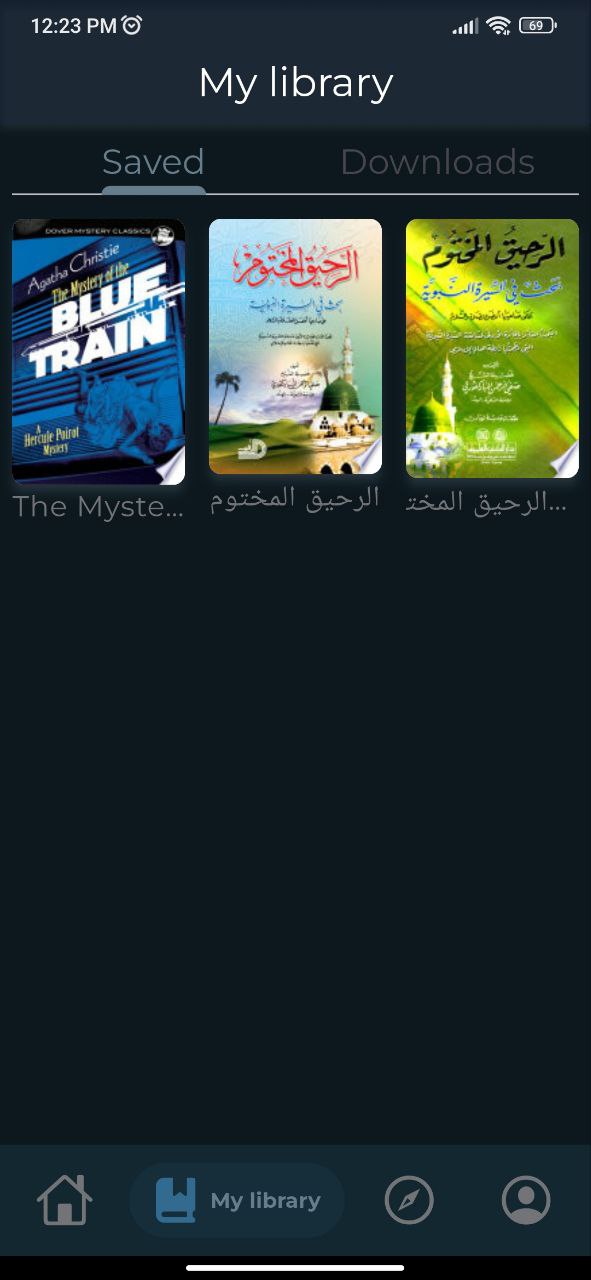 12:23 PM
69
My library
Saved
Downloads
DOVER MYSTERY CLASSICS
Agatha Christie
The Mystery of the
BLUE
TRAIN
A
Hercule Poirot
Mystery
الرحيق المختوم
بحث في السيرة النبوية
الرحيق المختوم
بحث في السيرة النبوية
The Myste...
الرحيق المختوم
الرحيق المخت...
My library